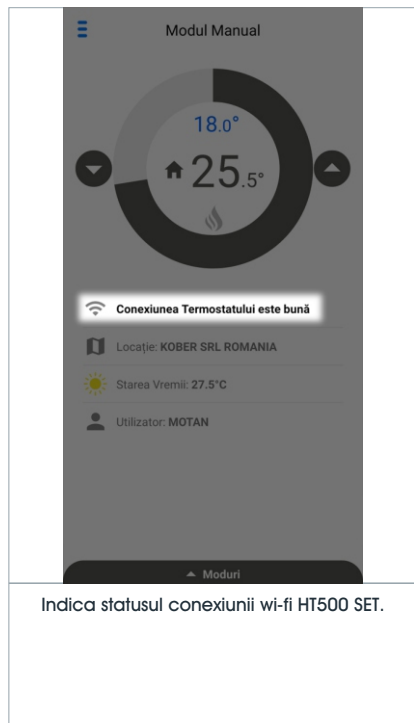 Modul Manual
18.0°
25.5°
Conexiunea Termostatului este bună
Locație: KOBER SRL ROMANIA
Starea Vremii: 27.5°C
Utilizator: MOTAN
Moduri
Indica statusul conexiunii wi-fi HT500 SET.